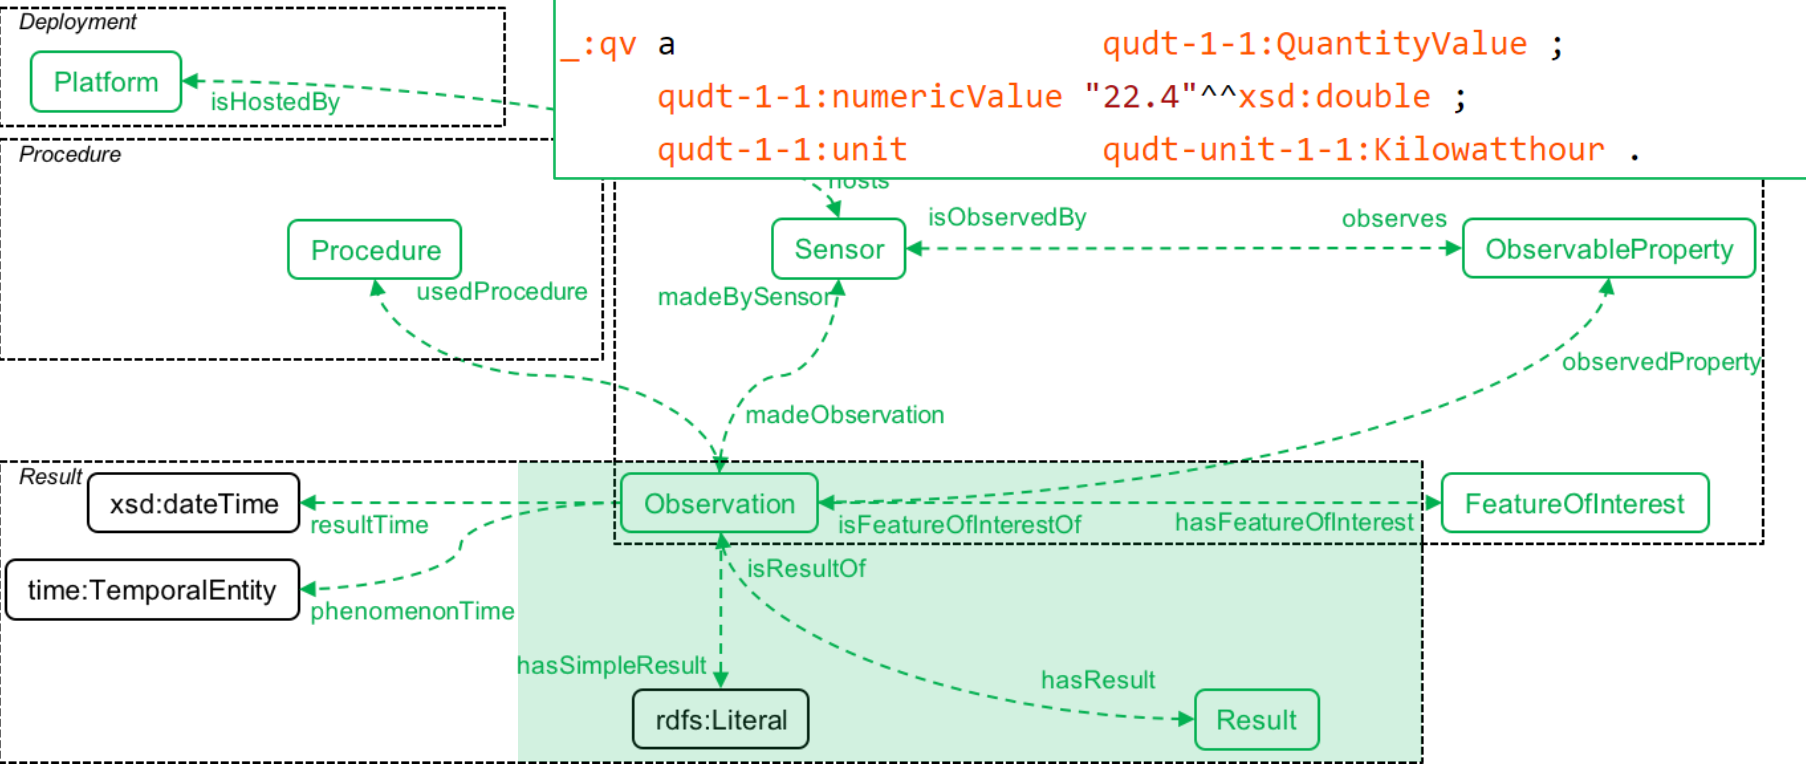 Deployment
Platform
isHostedBy
_:qv a qudt-1-1:QuantityValue ;
qudt-1-1:numericValue "22.4"^^xsd:double ;
qudt-1-1:unit qudt-unit-1-1:Kilowatthour .
Procedure
hosts
Procedure
usedProcedure
Sensor
isObservedBy
observes
ObservableProperty
madeBySensor
observedProperty
madeObservation
Result
xsd:dateTime
resultTime
Observation
isFeatureOfInterestOf
hasFeatureOfInterest
FeatureOfInterest
time:TemporalEntity
phenomenonTime
isResultOf
hasSimpleResult
hasResult
rdfs:Literal
Result